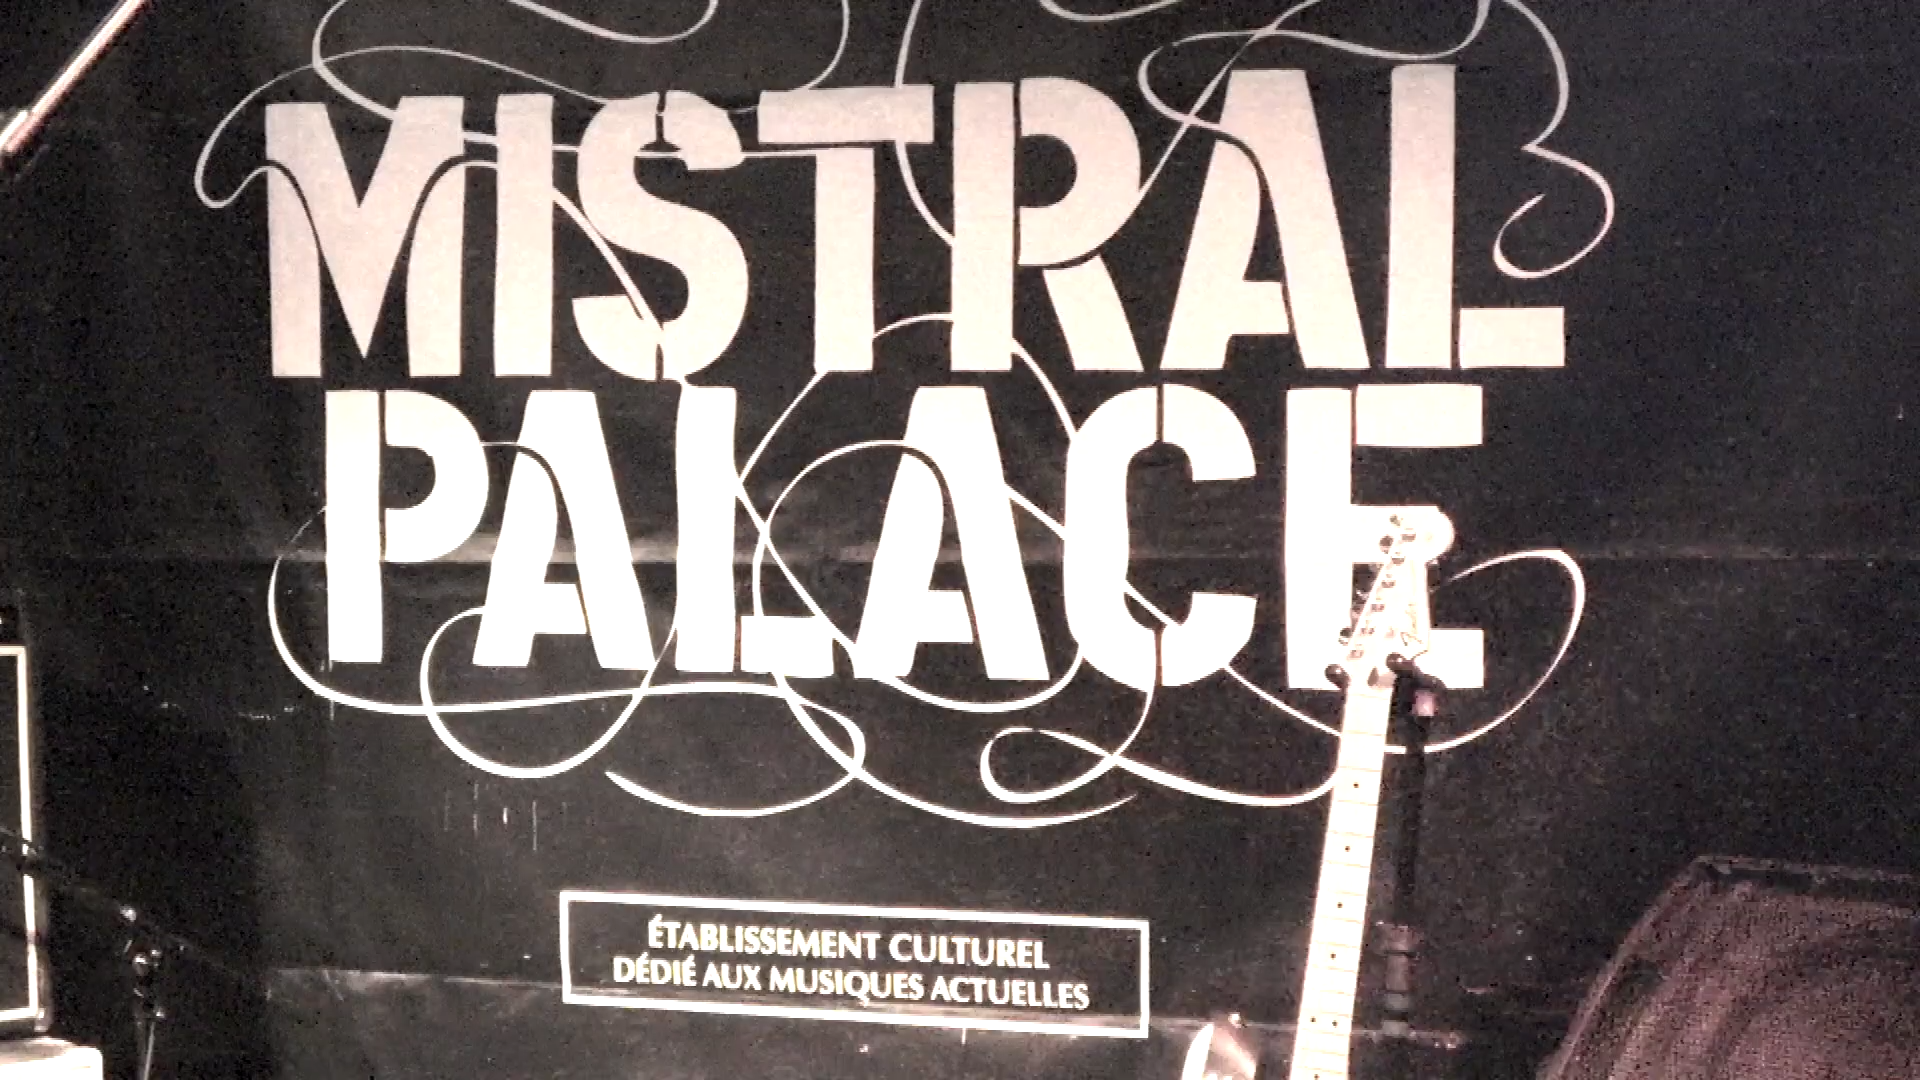 MISTRAL
PALACE
ÉTABLISSEMENT CULTUREL
DÉDIÉ AUX MUSIQUES ACTUELLES